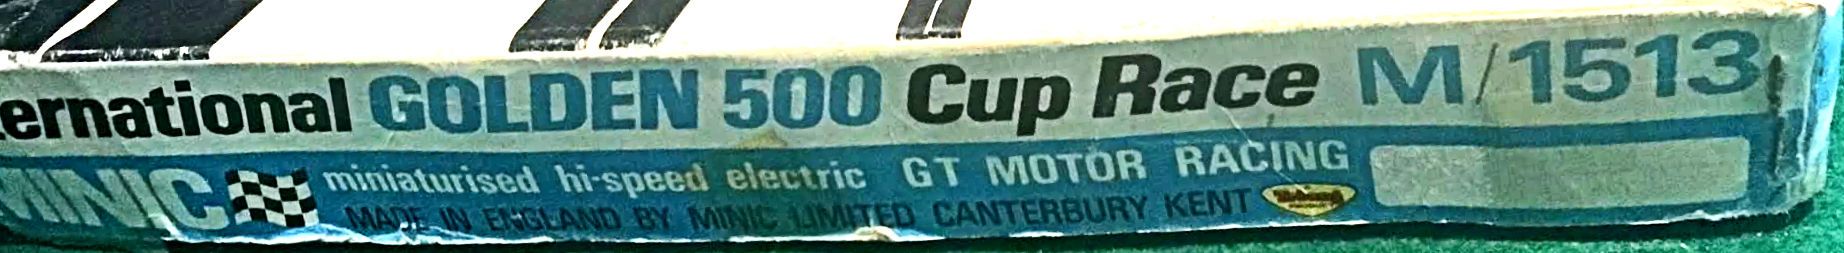 ernational GOLDEN 500 Cup Race M/1513
MINIC miniaturised hi-speed electric GT MOTOR RACING
MADE IN ENGLAND BY MINIC LIMITED CANTERBURY KENT